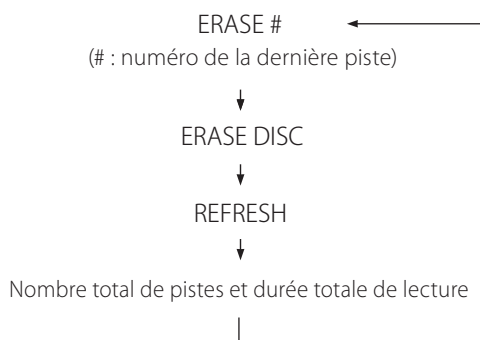 ERASE #
(# : numéro de la dernière piste)
ERASE DISC
REFRESH
Nombre total de pistes et durée totale de lecture